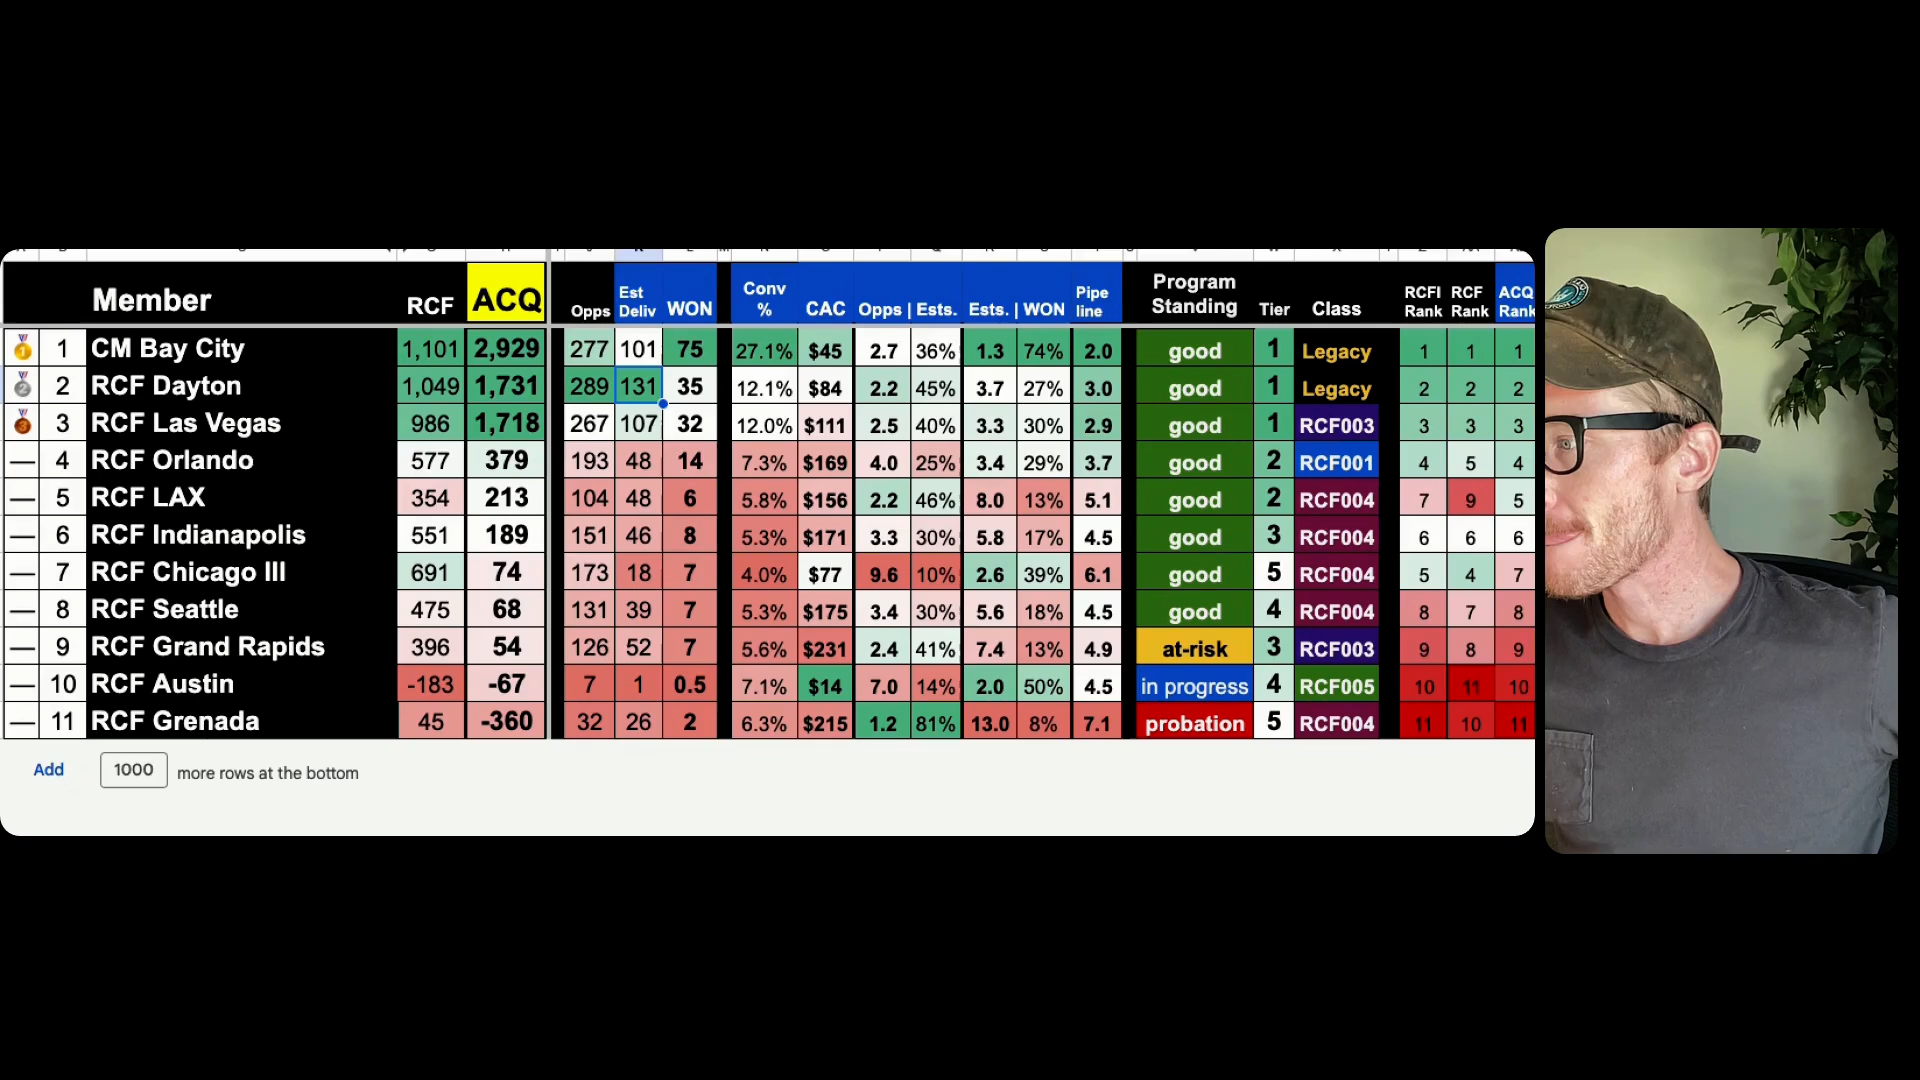 Member RCF ACQ Opps Est Deliv WON Conv % CAC Opps | Ests. Ests. | WON Pipe line Program Standing Tier Class RCFI Rank RCF Rank ACQ Rank
1 CM Bay City 1,101 2,929 277 101 75 27.1% $45 2.7 36% 1.3 74% 2.0 good 1 Legacy 1 1 1
2 RCF Dayton 1,049 1,731 289 131 35 12.1% $84 2.2 45% 3.7 27% 3.0 good 1 Legacy 2 2 2
3 RCF Las Vegas 986 1,718 267 107 32 12.0% $111 2.5 40% 3.3 30% 2.9 good 1 RCF003 3 3 3
— 4 RCF Orlando 577 379 193 48 14 7.3% $169 4.0 25% 3.4 29% 3.7 good 2 RCF001 4 5 4
— 5 RCF LAX 354 213 104 48 6 5.8% $156 2.2 46% 8.0 13% 5.1 good 2 RCF004 7 9 5
— 6 RCF Indianapolis 551 189 151 46 8 5.3% $171 3.3 30% 5.8 17% 4.5 good 3 RCF004 6 6 6
— 7 RCF Chicago III 691 74 173 18 7 4.0% $77 9.6 10% 2.6 39% 6.1 good 5 RCF004 5 4 7
— 8 RCF Seattle 475 68 131 39 7 5.3% $175 3.4 30% 5.6 18% 4.5 good 4 RCF004 8 7 8
— 9 RCF Grand Rapids 396 54 126 52 7 5.6% $231 2.4 41% 7.4 13% 4.9 at-risk 3 RCF003 9 8 9
— 10 RCF Austin -183 -67 7 1 0.5 7.1% $14 7.0 14% 2.0 50% 4.5 in progress 4 RCF005 10 11 10
— 11 RCF Grenada 45 -360 32 26 2 6.3% $215 1.2 81% 13.0 8% 7.1 probation 5 RCF004 11 10 11
Add 1000 more rows at the bottom